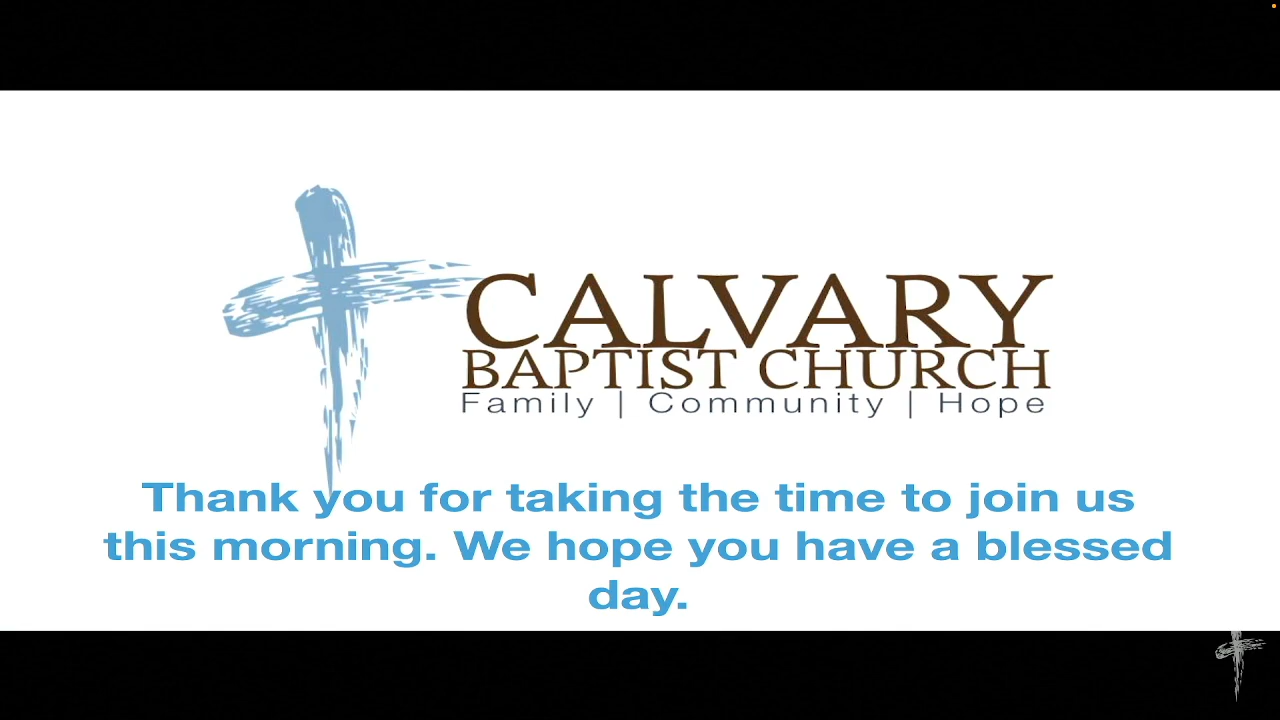 CALVARY
BAPTIST CHURCH
Family | Community | Hope
Thank you for taking the time to join us
this morning. We hope you have a blessed
day.